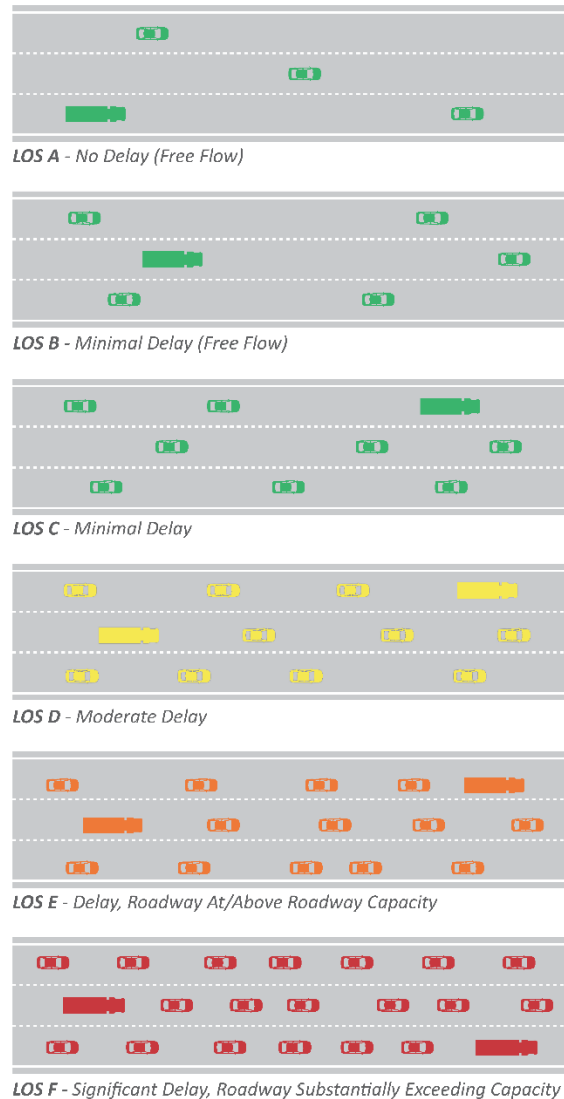 LOS A - No Delay (Free Flow)
LOS B - Minimal Delay (Free Flow)
LOS C - Minimal Delay
LOS D - Moderate Delay
LOS E - Delay, Roadway At/Above Roadway Capacity
LOS F - Significant Delay, Roadway Substantially Exceeding Capacity